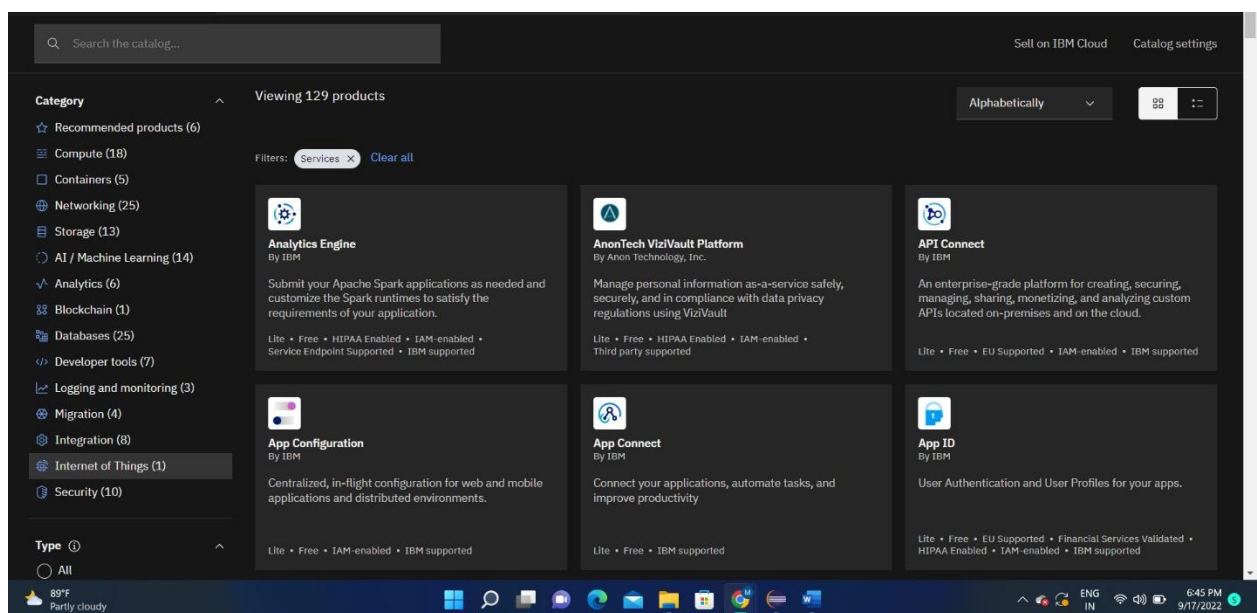 Search the catalog...
Sell on IBM Cloud
Catalog settings
Category
Recommended products (6)
Compute (18)
Containers (5)
Networking (25)
Storage (13)
AI / Machine Learning (14)
Analytics (6)
Blockchain (1)
Databases (25)
Developer tools (7)
Logging and monitoring (3)
Migration (4)
Integration (8)
Internet of Things (1)
Security (10)
Type
All
Viewing 129 products
Alphabetically
Filters: Services × Clear all
Analytics Engine
By IBM
Submit your Apache Spark applications as needed and
customize the Spark runtimes to satisfy the
requirements of your application.
Lite • Free • HIPAA Enabled • IAM-enabled •
Service Endpoint Supported • IBM supported
AnonTech ViziVault Platform
By Anon Technology, Inc.
Manage personal information as-a-service safely,
securely, and in compliance with data privacy
regulations using ViziVault
Lite • Free • HIPAA Enabled • IAM-enabled •
Third party supported
API Connect
By IBM
An enterprise-grade platform for creating, securing,
managing, sharing, monetizing, and analyzing custom
APIs located on-premises and on the cloud.
Lite • Free • EU Supported • IAM-enabled • IBM supported
App Configuration
By IBM
Centralized, in-flight configuration for web and mobile
applications and distributed environments.
Lite • Free • IAM-enabled • IBM supported
App Connect
By IBM
Connect your applications, automate tasks, and
improve productivity
Lite • Free • IBM supported
App ID
By IBM
User Authentication and User Profiles for your apps.
Lite • Free • EU Supported • Financial Services Validated •
HIPAA Enabled • IAM-enabled • IBM supported
89°F
Partly cloudy
ENG
IN
6:45 PM
9/17/2022
5